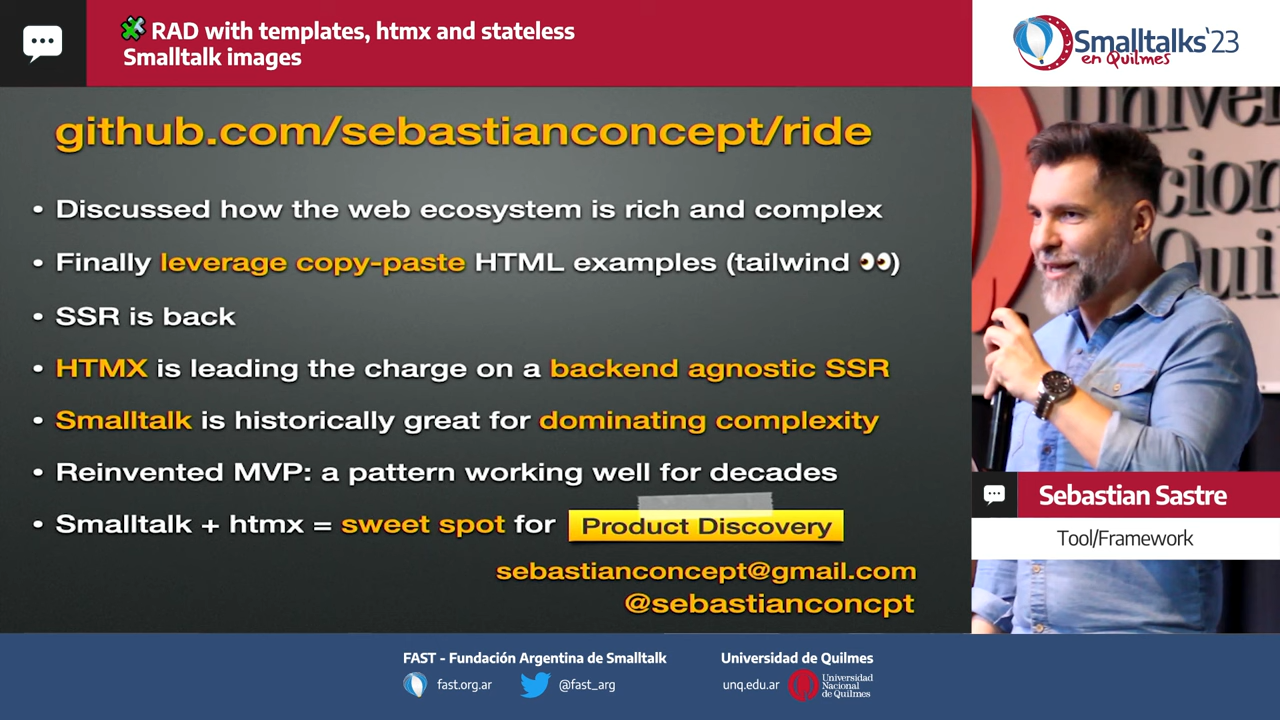 RAD with templates, htmx and stateless
Smalltalk images
Smalltalks'23
en Quilmes
github.com/sebastianconcept/ride
• Discussed how the web ecosystem is rich and complex
• Finally leverage copy-paste HTML examples (tailwind 👀)
• SSR is back
• HTMX is leading the charge on a backend agnostic SSR
• Smalltalk is historically great for dominating complexity
• Reinvented MVP: a pattern working well for decades
• Smalltalk + htmx = sweet spot for Product Discovery
sebastianconcept@gmail.com
@sebastianconcpt
Sebastian Sastre
Tool/Framework
FAST - Fundación Argentina de Smalltalk
fast.org.ar
@fast_arg
Universidad de Quilmes
unq.edu.ar
Universidad
Nacional
de Quilmes